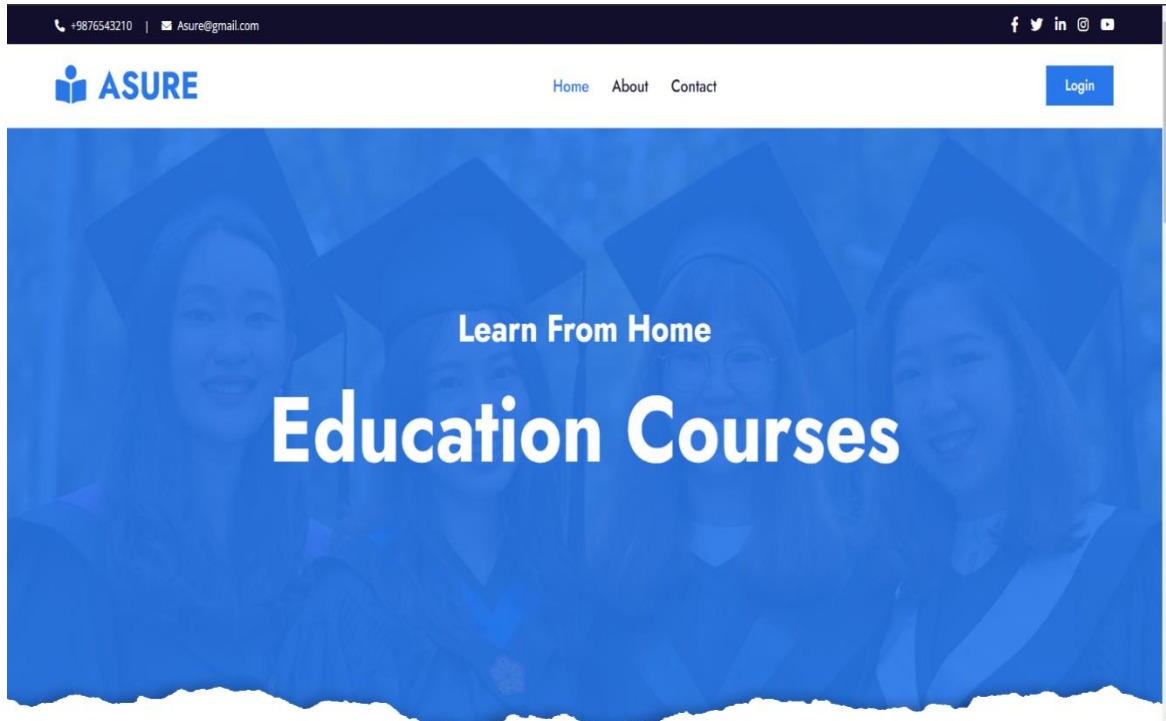 +9876543210 | Asure@gmail.com
ASURE
Home About Contact
Login
Learn From Home
Education Courses